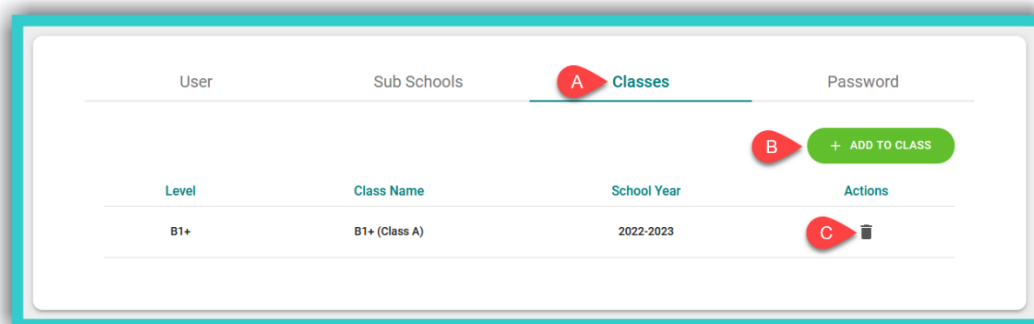 User Sub Schools A Classes Password
B + ADD TO CLASS
Level Class Name School Year Actions
B1+ B1+ (Class A) 2022-2023 C